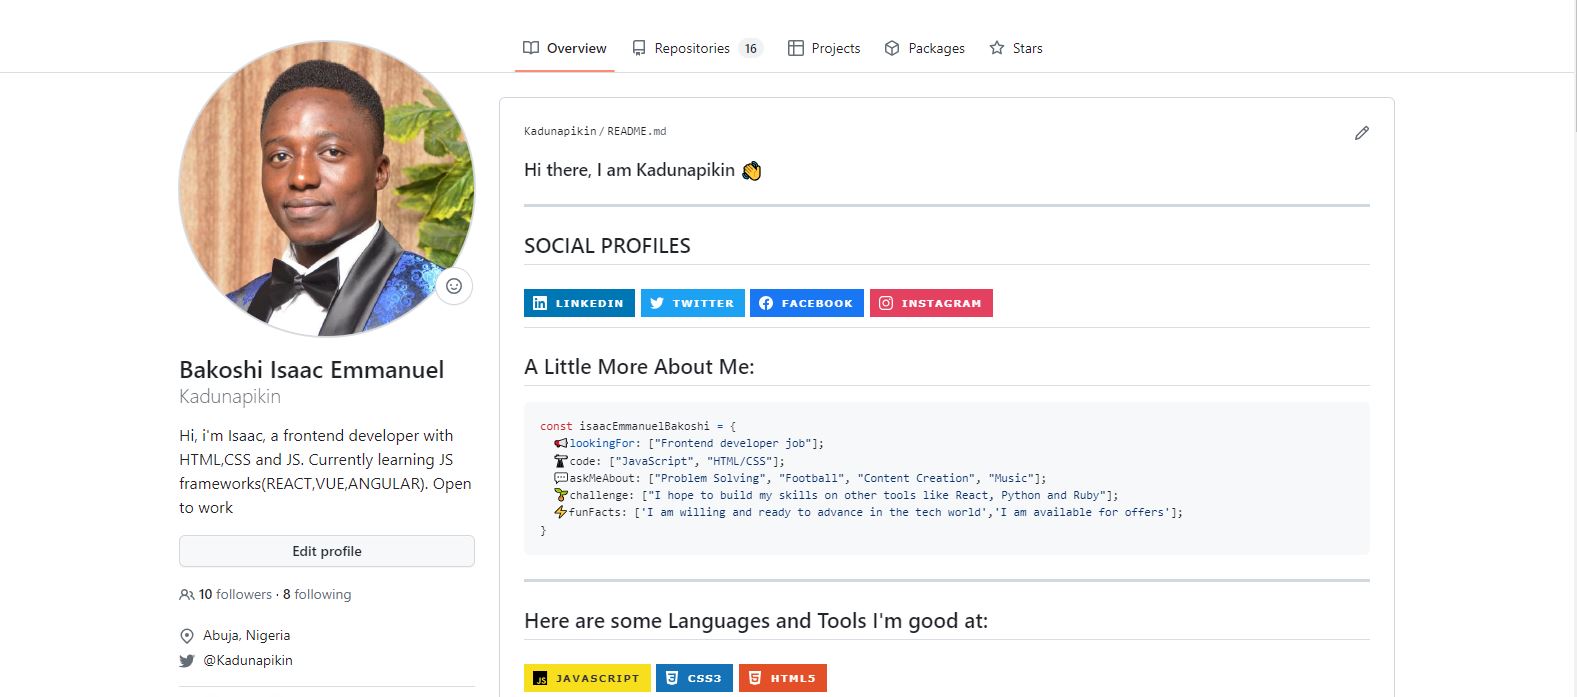 Overview
Repositories 16
Projects
Packages
Stars
Bakoshi Isaac Emmanuel
Kadunapikin
Hi, i'm Isaac, a frontend developer with
HTML,CSS and JS. Currently learning JS
frameworks(REACT,VUE,ANGULAR). Open
to work
Edit profile
10 followers · 8 following
Abuja, Nigeria
@Kadunapikin
Kadunapikin / README.md
Hi there, I am Kadunapikin 👏
SOCIAL PROFILES
LINKEDIN
TWITTER
FACEBOOK
INSTAGRAM
A Little More About Me:
const isaacEmmanuelBakoshi = {
lookingFor: ["Frontend developer job"];
code: ["JavaScript", "HTML/CSS"];
askMeAbout: ["Problem Solving", "Football", "Content Creation", "Music"];
challenge: ["I hope to build my skills on other tools like React, Python and Ruby"];
funFacts: ['I am willing and ready to advance in the tech world','I am available for offers'];
}
Here are some Languages and Tools I'm good at:
JS JAVASCRIPT
CSS3
HTML5